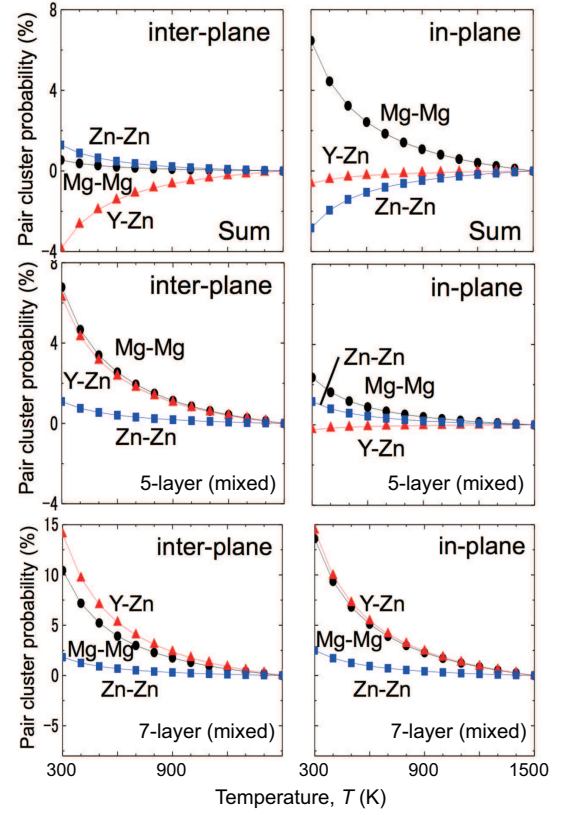 8
4
0
−4
Pair cluster probability (%)
inter-plane
Zn-Zn
Mg-Mg
Y-Zn
Sum
in-plane
Mg-Mg
Y-Zn
Zn-Zn
Sum
8
4
0
−4
Pair cluster probability (%)
inter-plane
Mg-Mg
Y-Zn
Zn-Zn
5-layer (mixed)
in-plane
Zn-Zn
Mg-Mg
Y-Zn
5-layer (mixed)
15
10
5
0
−5
Pair cluster probability (%)
inter-plane
Y-Zn
Mg-Mg
Zn-Zn
7-layer (mixed)
in-plane
Y-Zn
Mg-Mg
Zn-Zn
7-layer (mixed)
300 900 300 900 1500
Temperature, T (K)